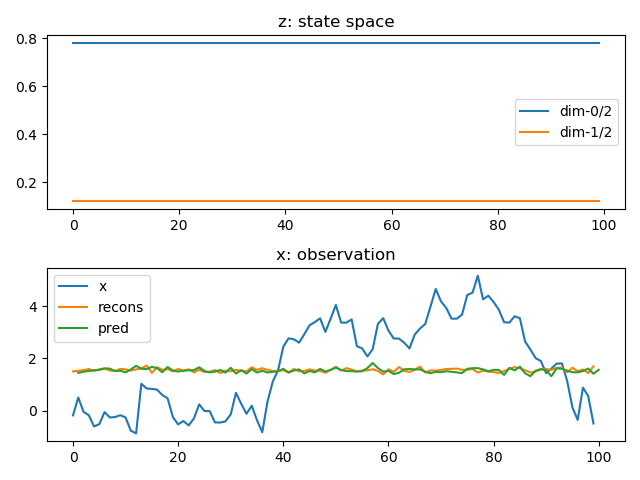 z: state space
0.8
0.6
0.4
0.2
dim-0/2
dim-1/2
0 20 40 60 80 100
x: observation
4
2
0
x
recons
pred
0 20 40 60 80 100